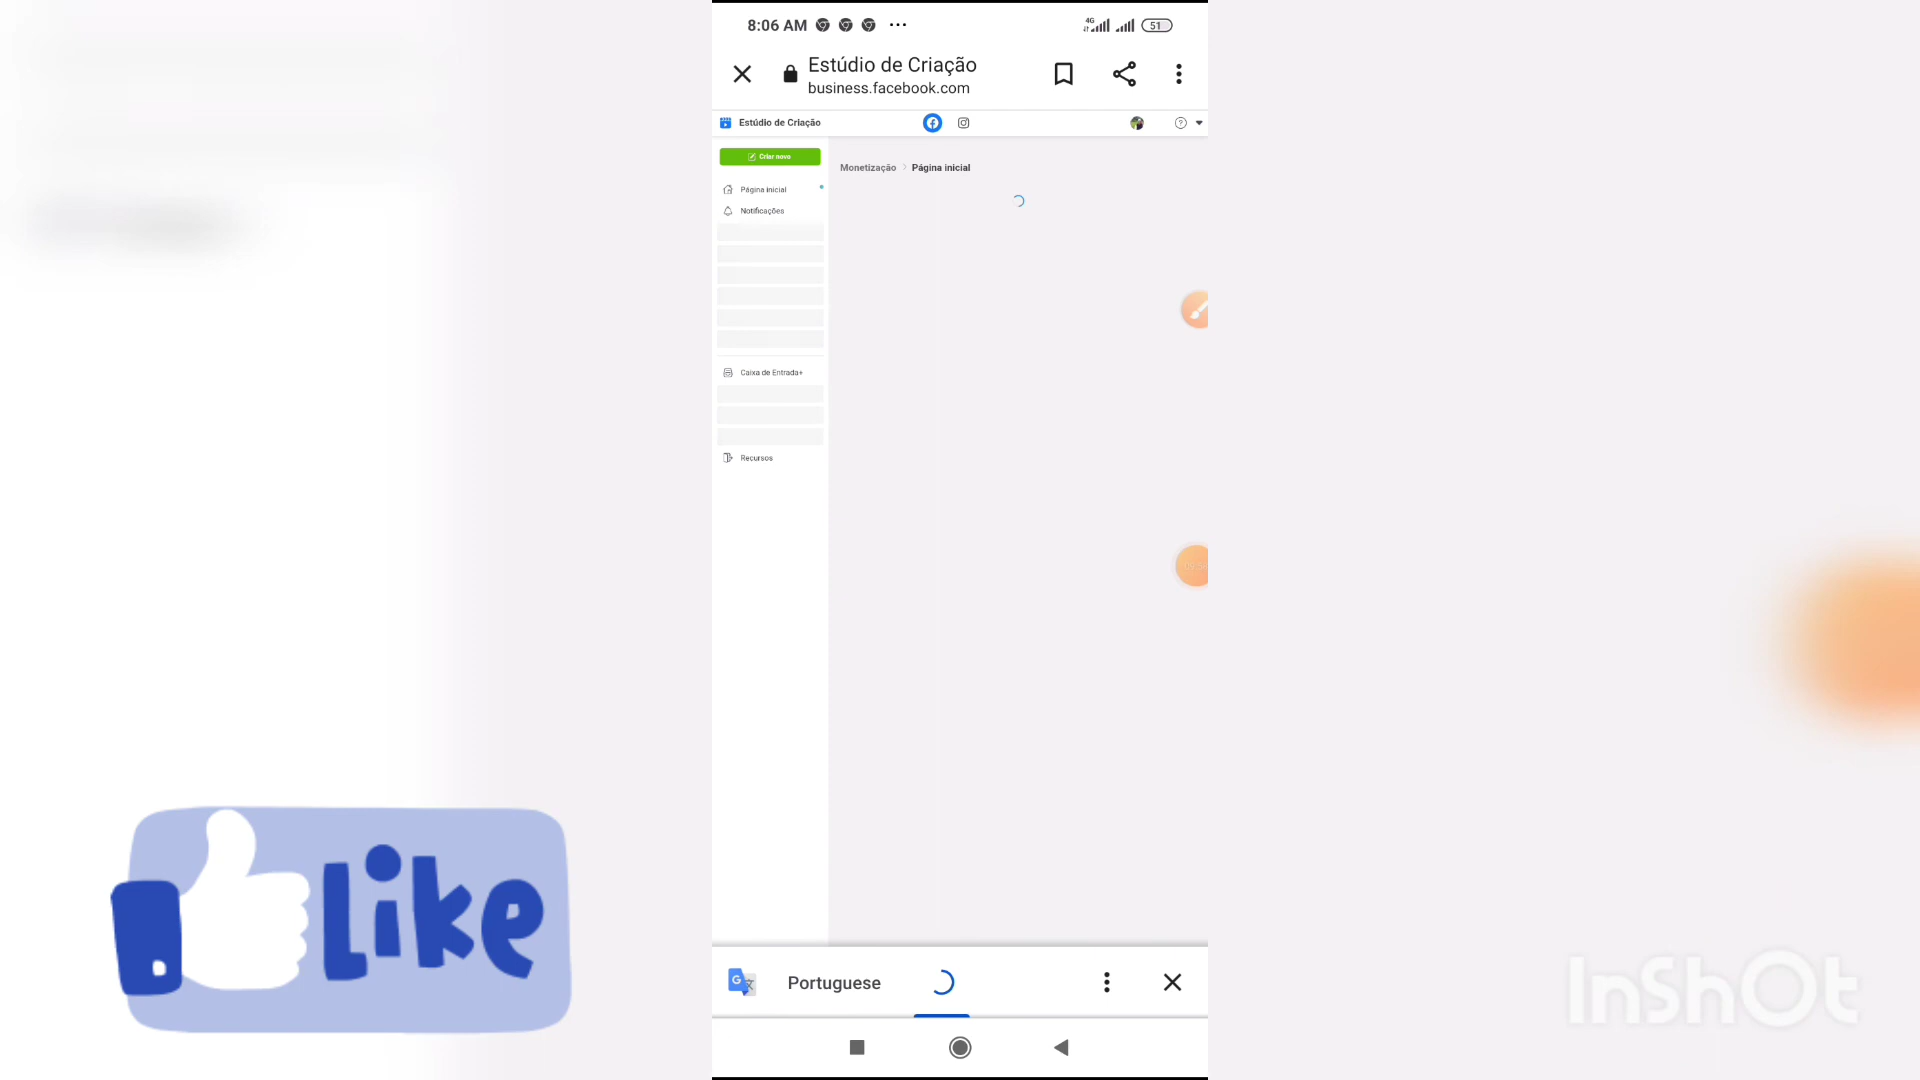 8:06 AM
4G
51
Estúdio de Criação
business.facebook.com
Estúdio de Criação
Criar novo
Monetização
Página inicial
Página inicial
Notificações
Caixa de Entrada+
Recursos
Like
Portuguese
InShOt